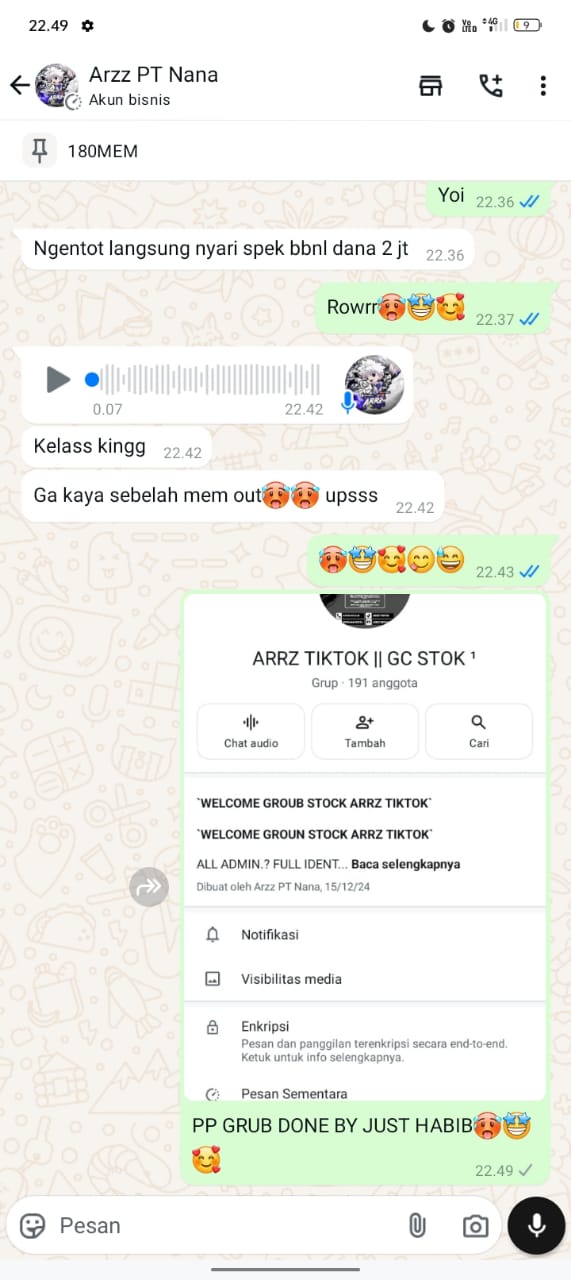 22.49
Vo
LTE
4G
9
Arzz PT Nana
Akun bisnis
180MEM
Yoi 22.36
Ngentot langsung nyari spek bbnl dana 2 jt 22.36
Rowrr🥵🤩🥰 22.37
0.07 22.42
Kelass kingg 22.42
Ga kaya sebelah mem out🥵🥵 upsss 22.42
🥵🤩🥰😋😅 22.43
ARRZ TIKTOK || GC STOK ¹
Grup · 191 anggota
Chat audio Tambah Cari
`WELCOME GROUB STOCK ARRZ TIKTOK`
`WELCOME GROUN STOCK ARRZ TIKTOK`
ALL ADMIN.? FULL IDENT... Baca selengkapnya
Dibuat oleh Arzz PT Nana, 15/12/24
Notifikasi
Visibilitas media
Enkripsi
Pesan dan panggilan terenkripsi secara end-to-end.
Ketuk untuk info selengkapnya.
Pesan Sementara
PP GRUB DONE BY JUST HABIB🥵🤩
🥰 22.49
Pesan